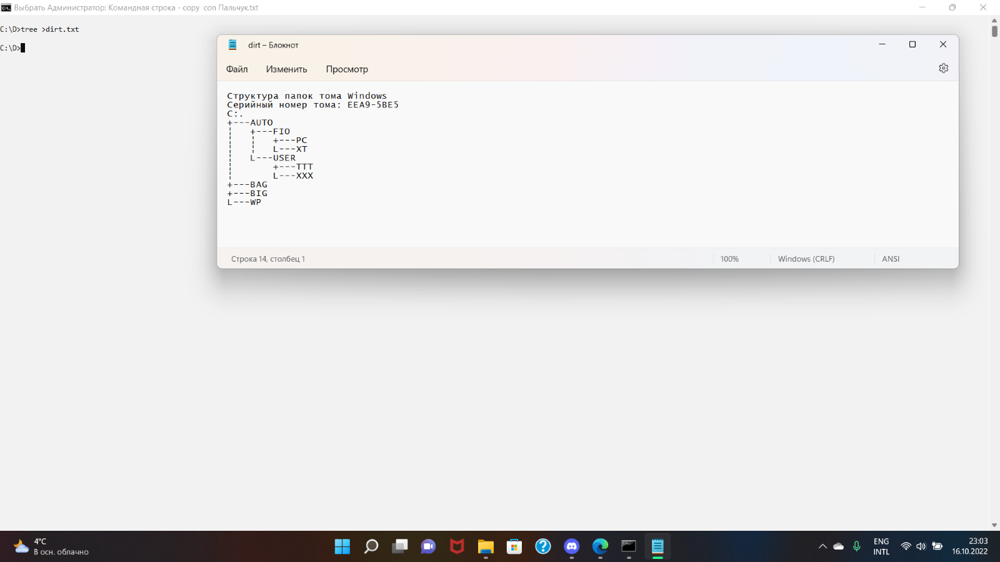 Выбрать Администратор: Командная строка - copy  con Пальчук.txt
C:\D>tree >dirt.txt
C:\D>
dirt – Блокнот
Файл Изменить Просмотр
Структура папок тома Windows
Серийный номер тома: EEA9-5BE5
C:.
+---AUTO
¦   +---FIO
¦   ¦   +---PC
¦   ¦   L---XT
¦   L---USER
¦       +---TTT
¦       L---XXX
+---BAG
+---BIG
L---WP
Строка 14, столбец 1 100% Windows (CRLF) ANSI
4°C
В осн. облачно
ENG
INTL
23:03
16.10.2022